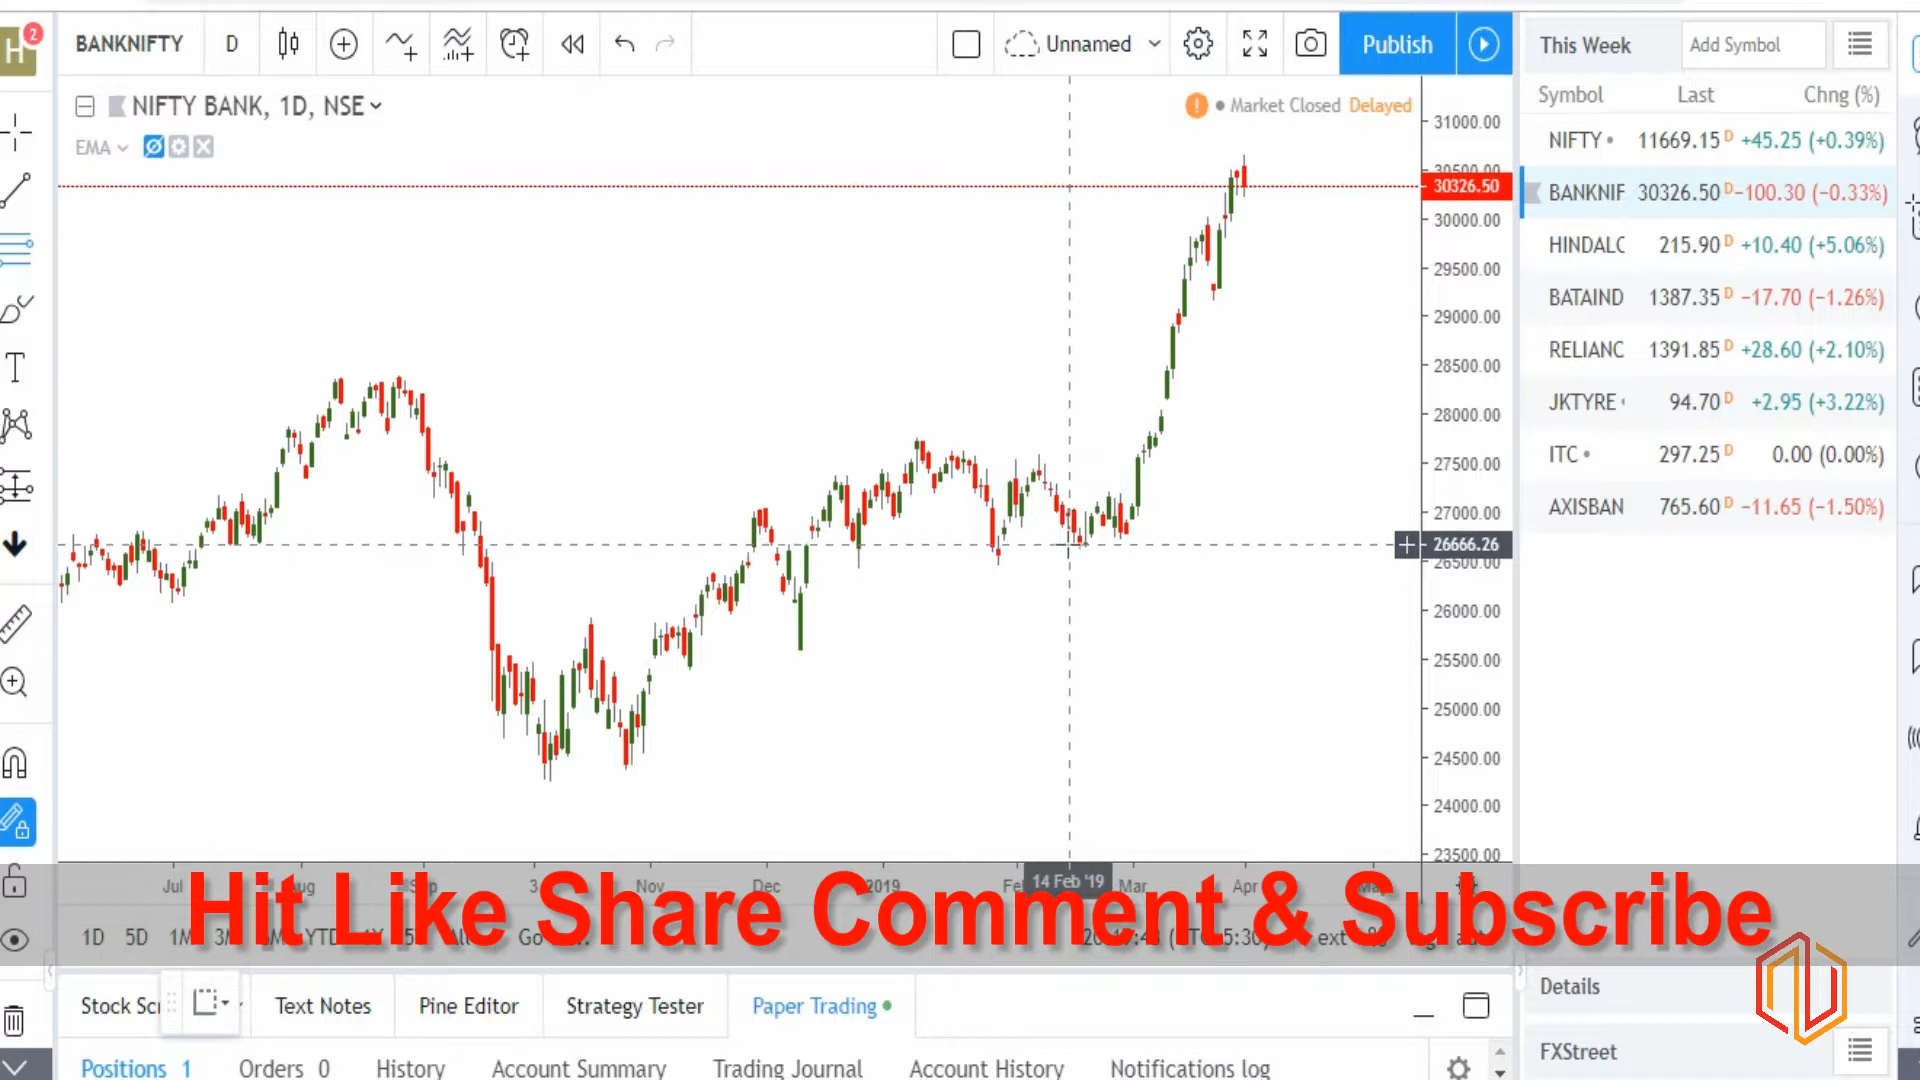 H 2
BANKNIFTY D Unnamed Publish
NIFTY BANK, 1D, NSE
Market Closed Delayed
EMA
31000.00
30326.50
30000.00
29500.00
29000.00
28500.00
28000.00
27500.00
27000.00
26666.26
26500.00
26000.00
25500.00
25000.00
24500.00
24000.00
23500.00
Jul Nov Dec 2019 14 Feb '19 Mar Apr
Hit Like Share Comment & Subscribe
1D 5D
This Week Add Symbol
Symbol Last Chng (%)
NIFTY 11669.15 D +45.25 (+0.39%)
BANKNIF 30326.50 D −100.30 (−0.33%)
HINDALC 215.90 D +10.40 (+5.06%)
BATAIND 1387.35 D −17.70 (−1.26%)
RELIANC 1391.85 D +28.60 (+2.10%)
JKTYRE 94.70 D +2.95 (+3.22%)
ITC 297.25 D 0.00 (0.00%)
AXISBAN 765.60 D −11.65 (−1.50%)
Details
FXStreet
Stock Text Notes Pine Editor Strategy Tester Paper Trading
Positions 1 Orders 0 History Account Summary Trading Journal Account History Notifications log